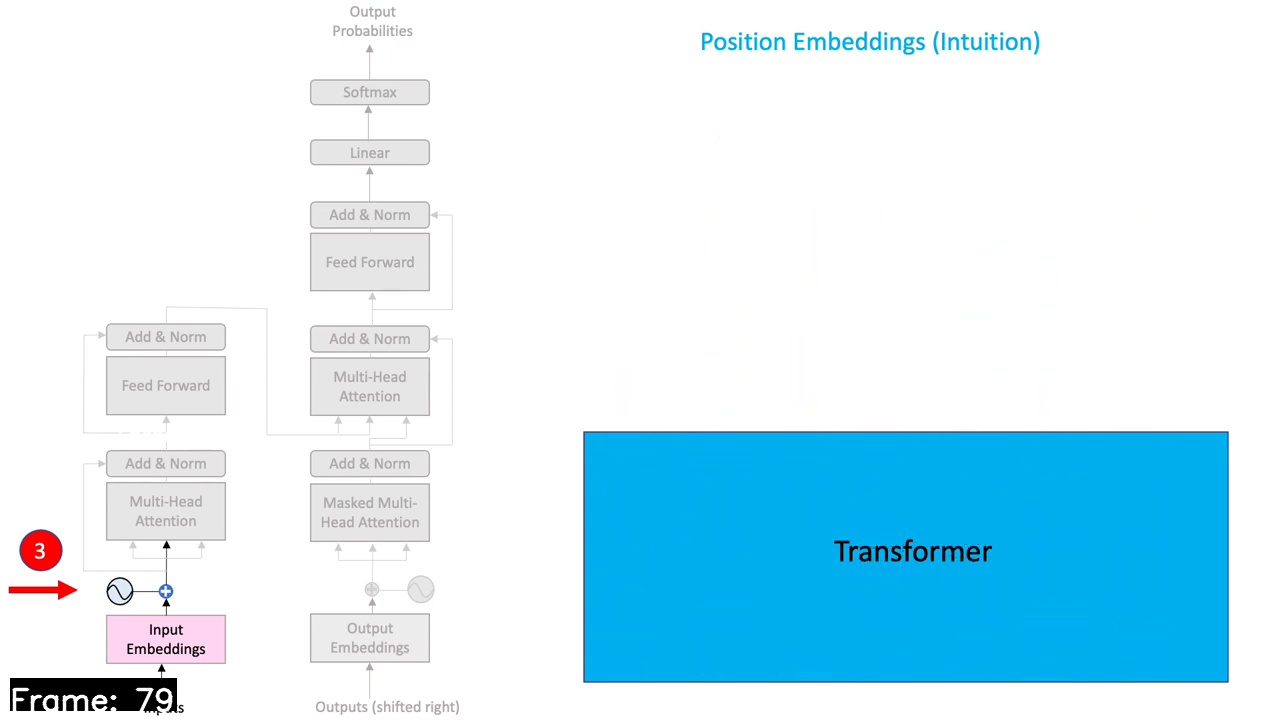 Output
Probabilities
Position Embeddings (Intuition)
Softmax
Linear
Add & Norm
Feed Forward
Add & Norm
Add & Norm
Feed Forward
Multi-Head
Attention
Add & Norm
Add & Norm
Multi-Head
Attention
Masked Multi-
Head Attention
3
Transformer
Input
Embeddings
Output
Embeddings
Outputs (shifted right)
Frame: 79